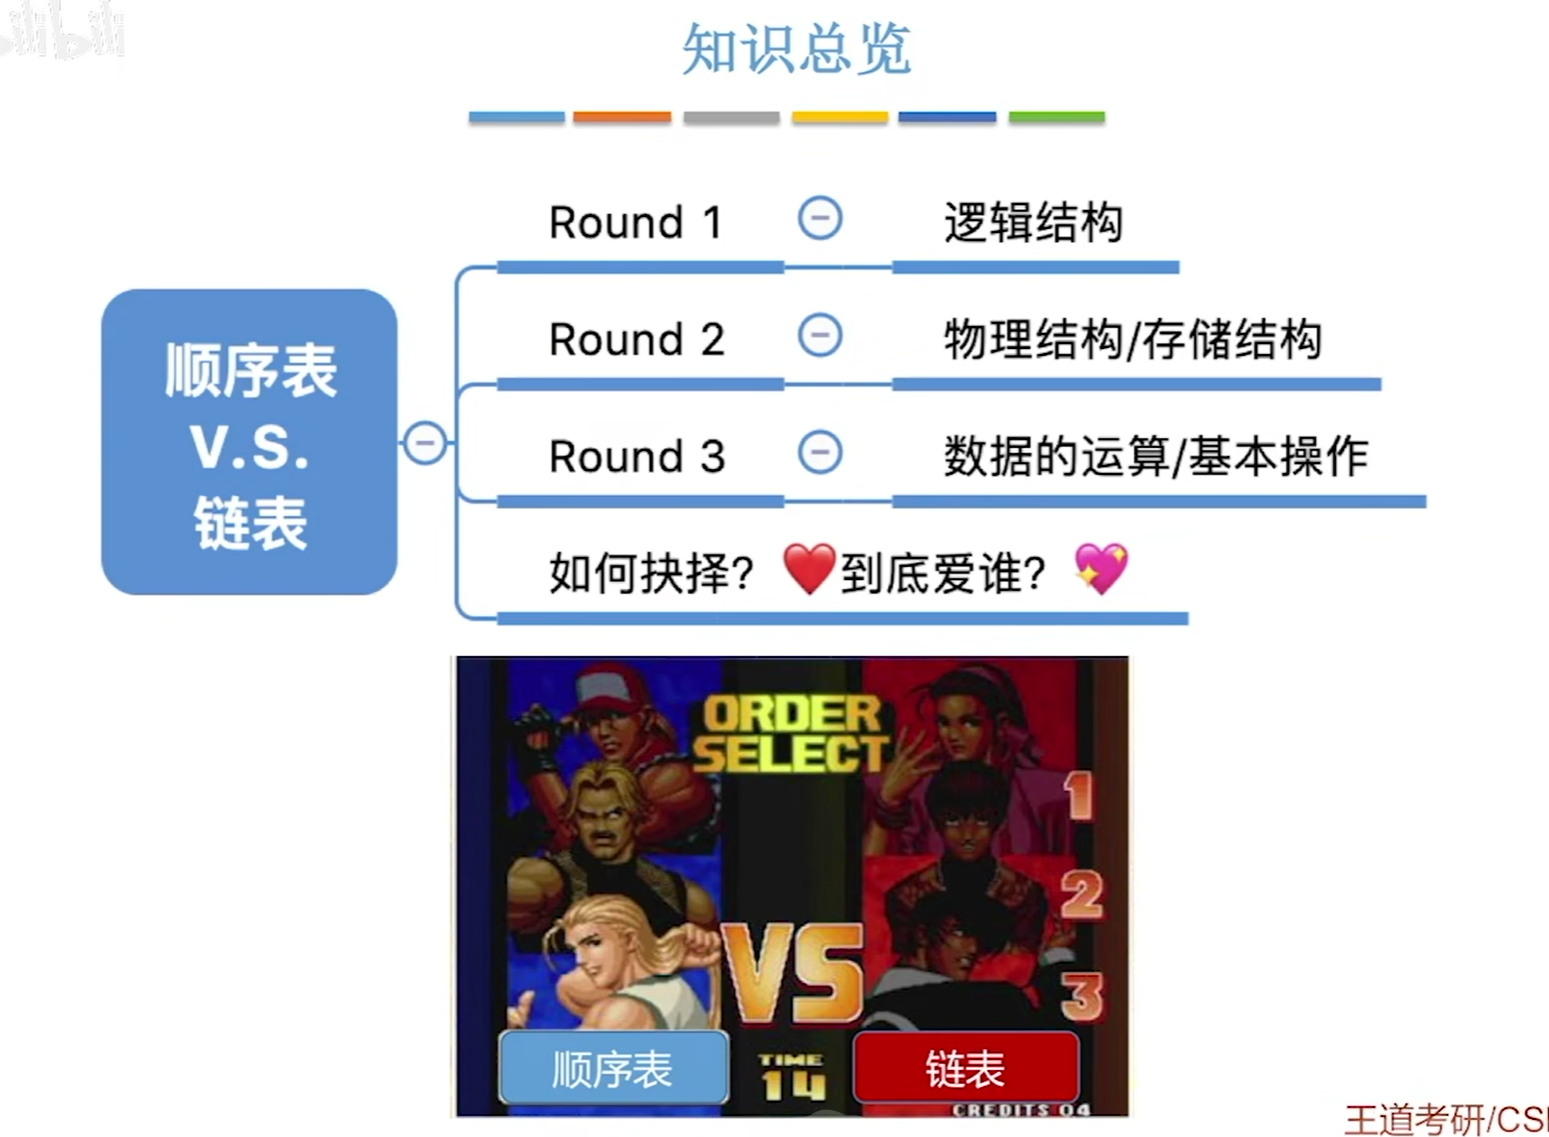 bilibili
知识总览
Round 1
逻辑结构
Round 2
物理结构/存储结构
顺序表
V.S.
链表
Round 3
数据的运算/基本操作
如何抉择？ ❤️到底爱谁？ 💖
ORDER
SELECT
1
2
3
VS
顺序表
TIME
14
链表
CREDITS 04
王道考研/CS